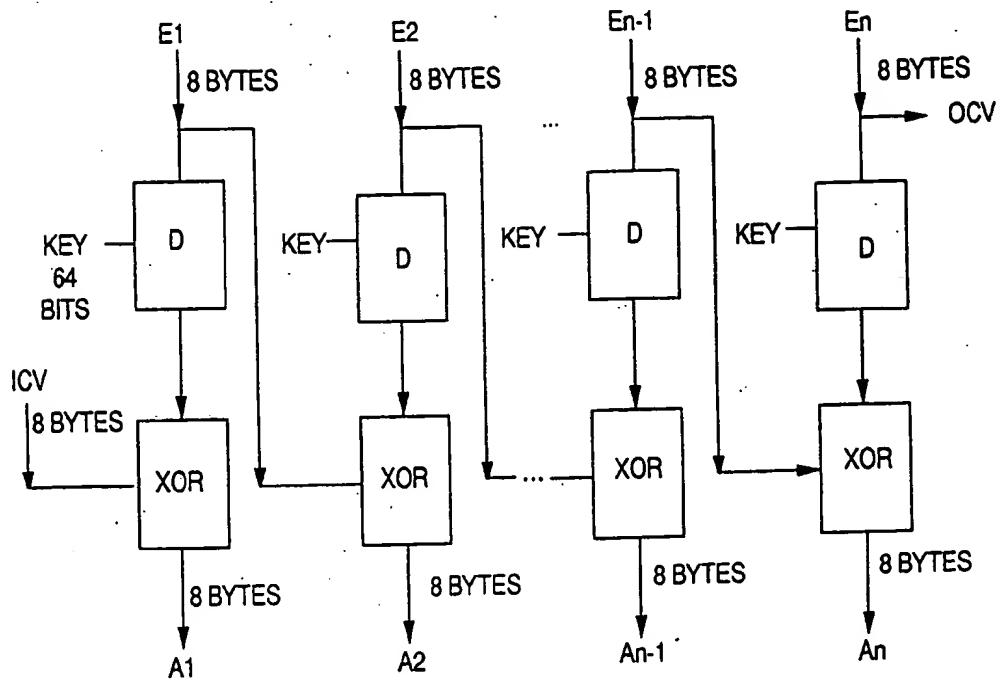 E1
E2
En-1
En
8 BYTES
8 BYTES
8 BYTES
8 BYTES
...
OCV
KEY
64
BITS
D
KEY
D
KEY
D
KEY
D
ICV
8 BYTES
XOR
XOR
...
XOR
XOR
8 BYTES
8 BYTES
8 BYTES
8 BYTES
A1
A2
An-1
An